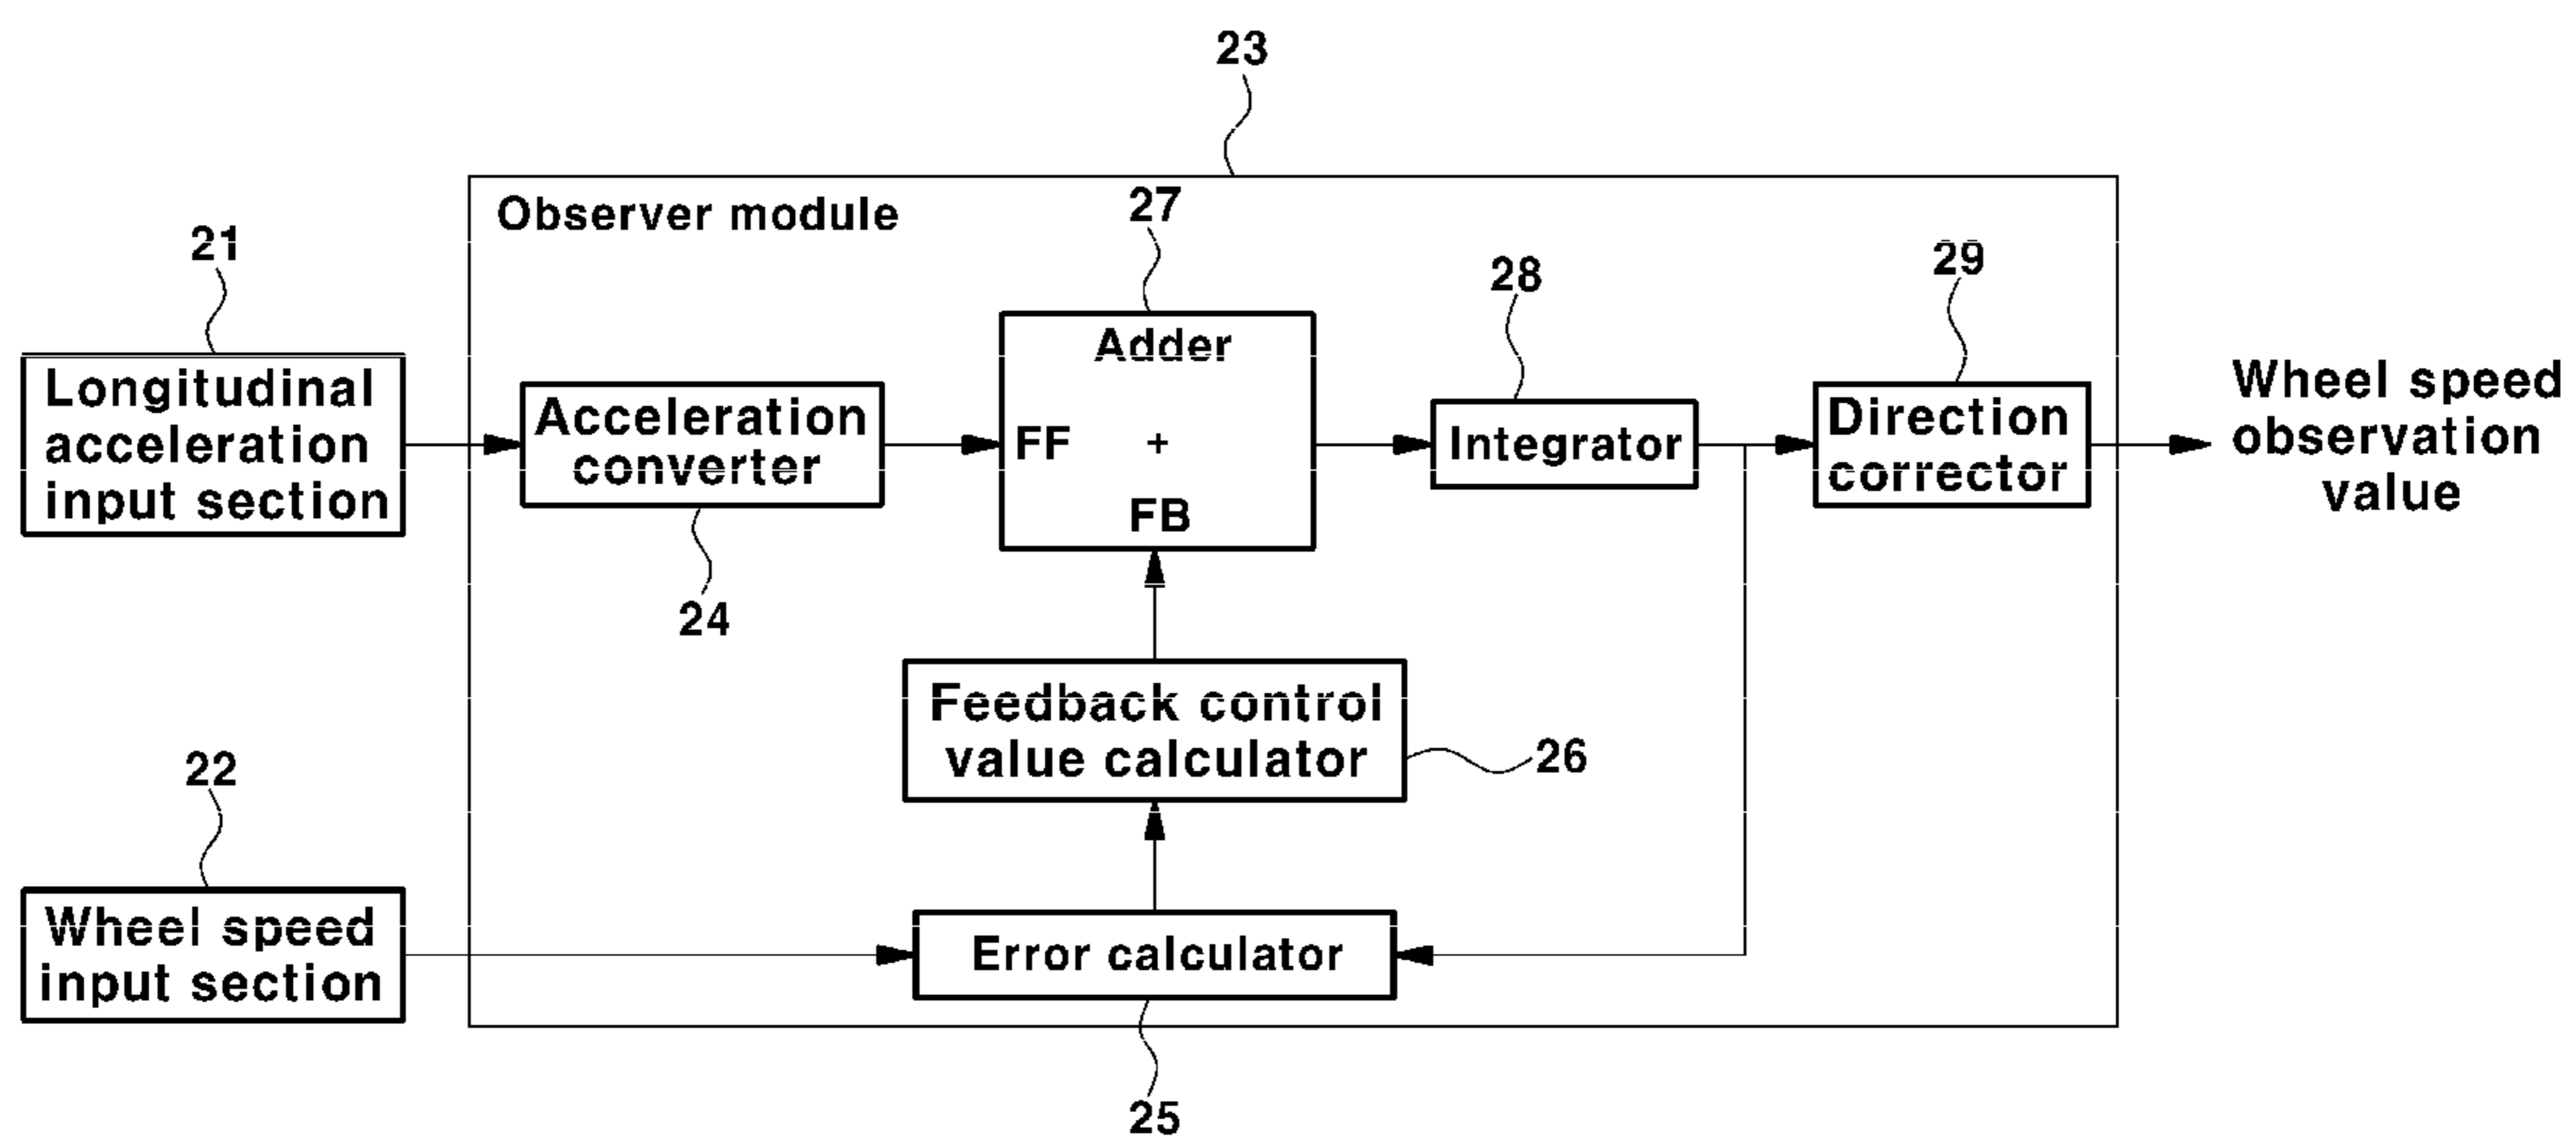 23
Observer module
27
21
28
29
Longitudinal
acceleration
input section
Acceleration
converter
24
Adder
FF +
FB
Integrator
Direction
corrector
Wheel speed
observation
value
Feedback control
value calculator
26
22
Wheel speed
input section
Error calculator
25